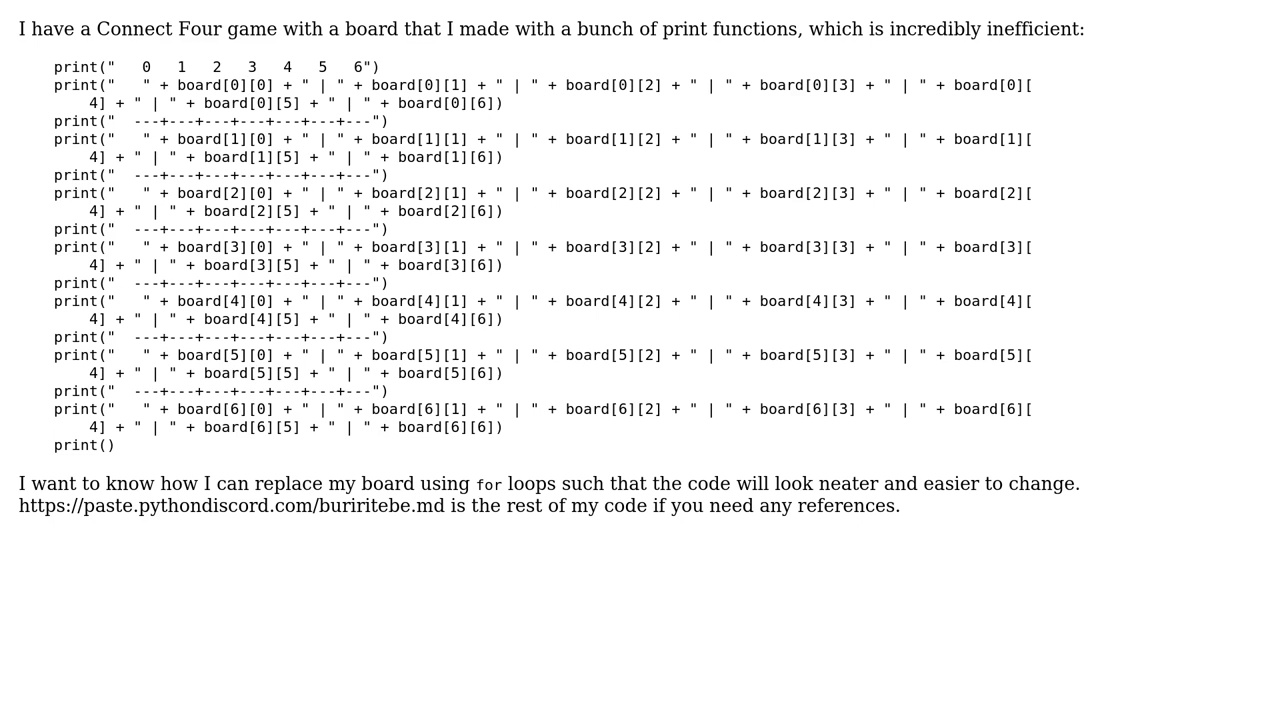 I have a Connect Four game with a board that I made with a bunch of print functions, which is incredibly inefficient:
print("   0   1   2   3   4   5   6")
print("   " + board[0][0] + " | " + board[0][1] + " | " + board[0][2] + " | " + board[0][3] + " | " + board[0][
    4] + " | " + board[0][5] + " | " + board[0][6])
print("  ---+---+---+---+---+---+---")
print("   " + board[1][0] + " | " + board[1][1] + " | " + board[1][2] + " | " + board[1][3] + " | " + board[1][
    4] + " | " + board[1][5] + " | " + board[1][6])
print("  ---+---+---+---+---+---+---")
print("   " + board[2][0] + " | " + board[2][1] + " | " + board[2][2] + " | " + board[2][3] + " | " + board[2][
    4] + " | " + board[2][5] + " | " + board[2][6])
print("  ---+---+---+---+---+---+---")
print("   " + board[3][0] + " | " + board[3][1] + " | " + board[3][2] + " | " + board[3][3] + " | " + board[3][
    4] + " | " + board[3][5] + " | " + board[3][6])
print("  ---+---+---+---+---+---+---")
print("   " + board[4][0] + " | " + board[4][1] + " | " + board[4][2] + " | " + board[4][3] + " | " + board[4][
    4] + " | " + board[4][5] + " | " + board[4][6])
print("  ---+---+---+---+---+---+---")
print("   " + board[5][0] + " | " + board[5][1] + " | " + board[5][2] + " | " + board[5][3] + " | " + board[5][
    4] + " | " + board[5][5] + " | " + board[5][6])
print("  ---+---+---+---+---+---+---")
print("   " + board[6][0] + " | " + board[6][1] + " | " + board[6][2] + " | " + board[6][3] + " | " + board[6][
    4] + " | " + board[6][5] + " | " + board[6][6])
print()
I want to know how I can replace my board using for loops such that the code will look neater and easier to change.
https://paste.pythondiscord.com/buriritebe.md is the rest of my code if you need any references.